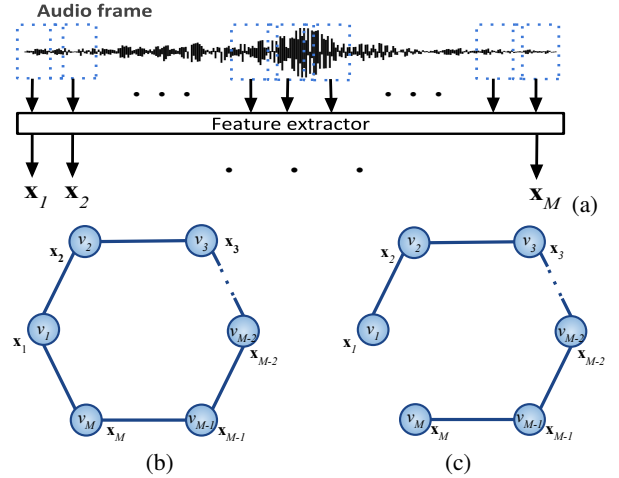 Audio frame
. . . . . .
Feature extractor
. . .
x1 x2 xM (a)
v2 v3 x2 x3
v1 x1 vM-2 xM-2
vM xM vM-1 xM-1
(b)
v2 v3 x2 x3
v1 x1 vM-2 xM-2
vM xM vM-1 xM-1
(c)